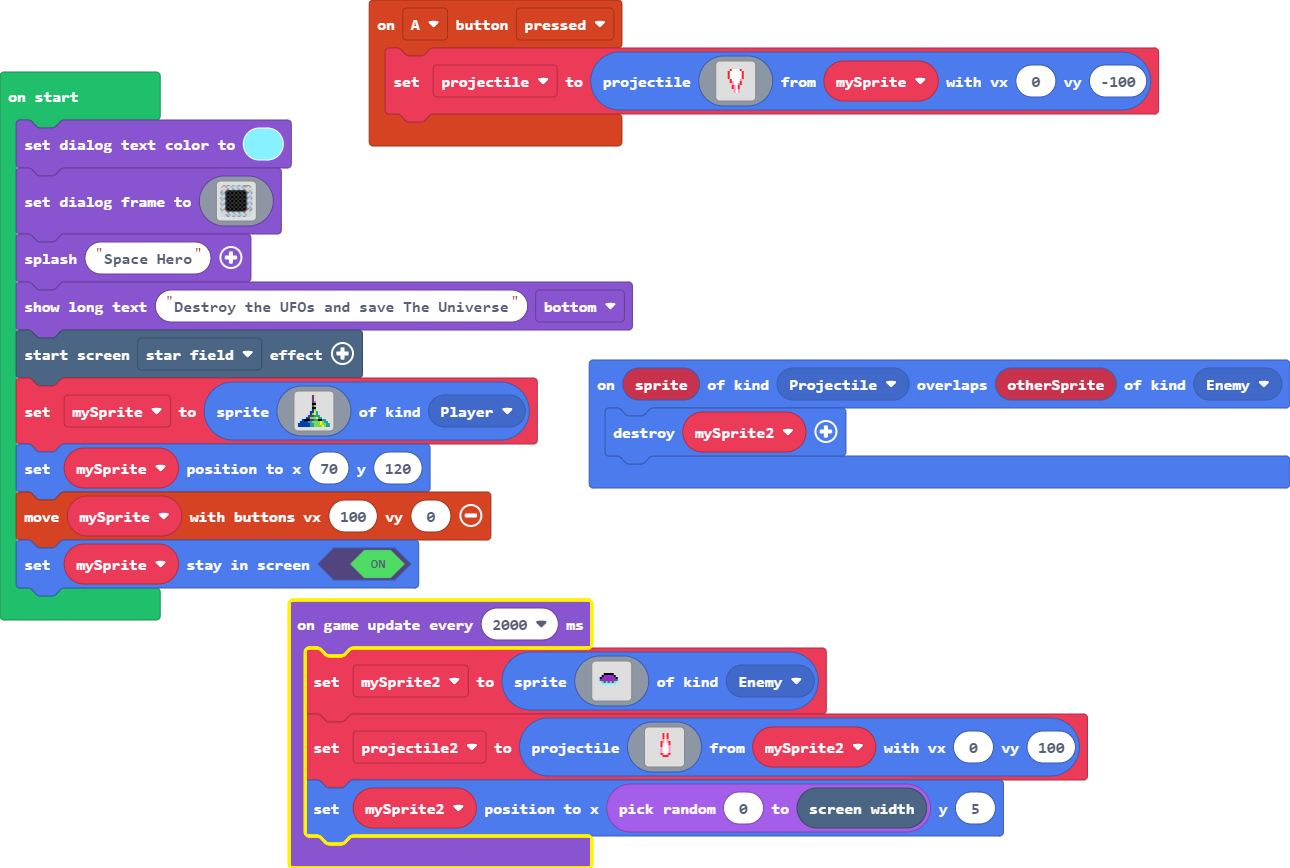 on start
set dialog text color to
set dialog frame to
splash "Space Hero"
show long text "Destroy the UFOs and save The Universe" bottom
start screen star field effect
set mySprite to sprite of kind Player
set mySprite position to x 70 y 120
move mySprite with buttons vx 100 vy 0
set mySprite stay in screen ON
on A button pressed
set projectile to projectile from mySprite with vx 0 vy -100
on sprite of kind Projectile overlaps otherSprite of kind Enemy
destroy mySprite2
on game update every 2000 ms
set mySprite2 to sprite of kind Enemy
set projectile2 to projectile from mySprite2 with vx 0 vy 100
set mySprite2 position to x pick random 0 to screen width y 5